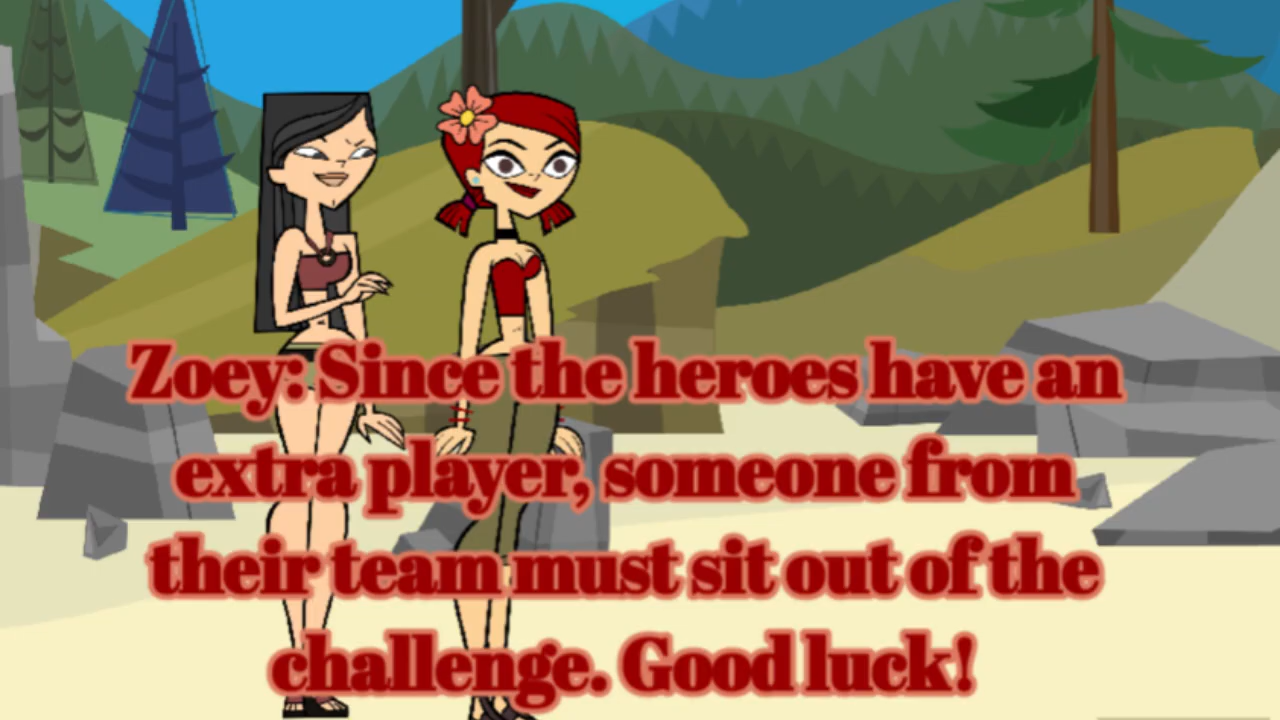 Zoey: Since the heroes have an
extra player, someone from
their team must sit out of the
challenge. Good luck!